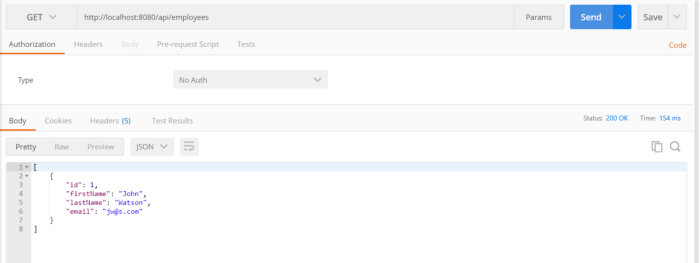 GET http://localhost:8080/api/employees Params Send Save
Authorization Headers Body Pre-request Script Tests Code
Type No Auth
Body Cookies Headers (5) Test Results Status: 200 OK Time: 154 ms
Pretty Raw Preview JSON
1 [
2 {
3 "id": 1,
4 "firstName": "John",
5 "lastName": "Watson",
6 "email": "jw@s.com"
7 }
8 ]